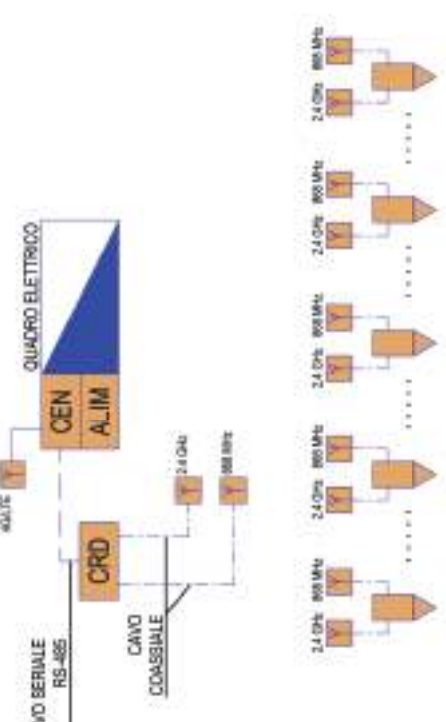 4G/LTE
QUADRO ELETTRICO
CEN
ALIM
VO SERIALE
RS-485
CRD
CAVO
COASSIALE
2.4 GHz
868 MHz
2.4 GHz 868 MHz
2.4 GHz 868 MHz
2.4 GHz 868 MHz
2.4 GHz 868 MHz
2.4 GHz 868 MHz